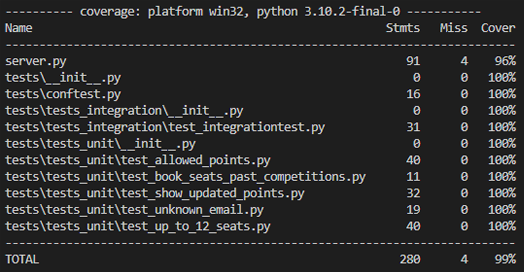 ---------- coverage: platform win32, python 3.10.2-final-0 -----------
Name                                                 Stmts   Miss  Cover
------------------------------------------------------------------------
server.py                                               91      4    96%
tests\__init__.py                                        0      0   100%
tests\conftest.py                                       16      0   100%
tests\tests_integration\__init__.py                      0      0   100%
tests\tests_integration\test_integrationtest.py         31      0   100%
tests\tests_unit\__init__.py                             0      0   100%
tests\tests_unit\test_allowed_points.py                 40      0   100%
tests\tests_unit\test_book_seats_past_competitions.py   11      0   100%
tests\tests_unit\test_show_updated_points.py            32      0   100%
tests\tests_unit\test_unknown_email.py                  19      0   100%
tests\tests_unit\test_up_to_12_seats.py                 40      0   100%
------------------------------------------------------------------------
TOTAL                                                  280      4    99%